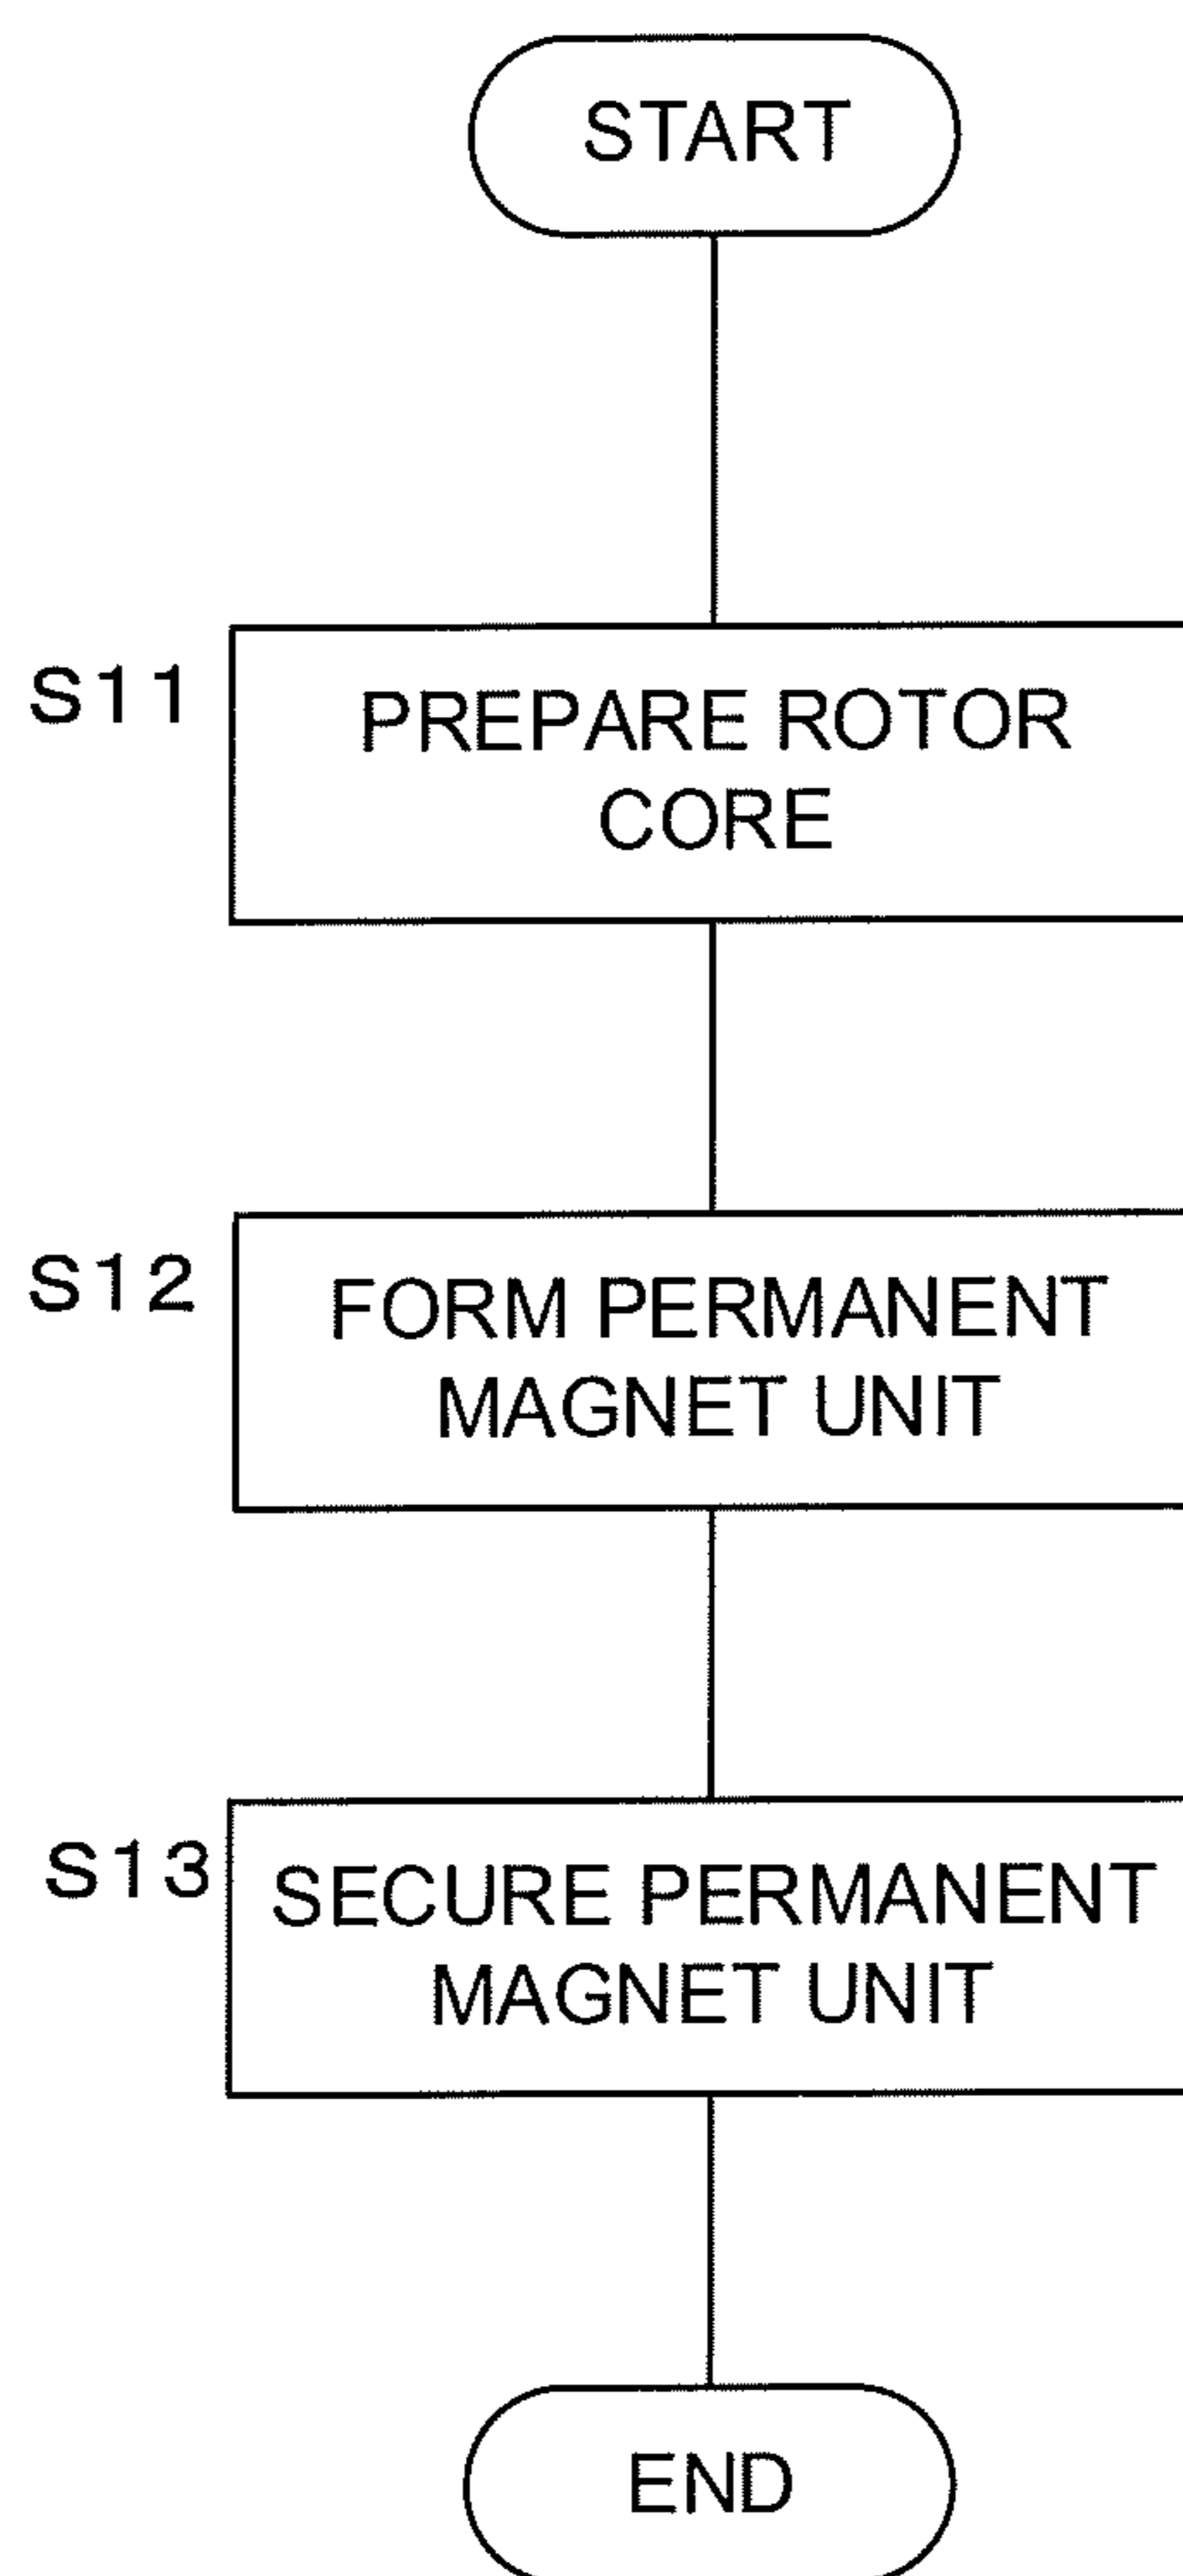 START
S11
PREPARE ROTOR
CORE
S12
FORM PERMANENT
MAGNET UNIT
S13
SECURE PERMANENT
MAGNET UNIT
END